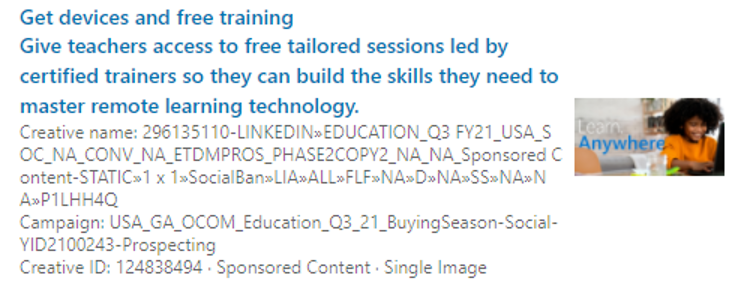 Get devices and free training
Give teachers access to free tailored sessions led by
certified trainers so they can build the skills they need to
master remote learning technology.
Creative name: 296135110-LINKEDIN»EDUCATION_Q3 FY21_USA_S
OC_NA_CONV_NA_ETDMPROS_PHASE2COPY2_NA_NA_Sponsored C
ontent-STATIC»1 x 1»SocialBan»LIA»ALL»FLF»NA»D»NA»SS»NA»N
A»P1LHH4Q
Campaign: USA_GA_OCOM_Education_Q3_21_BuyingSeason-Social-
YID2100243-Prospecting
Creative ID: 124838494 · Sponsored Content · Single Image
Learn
Anywhere